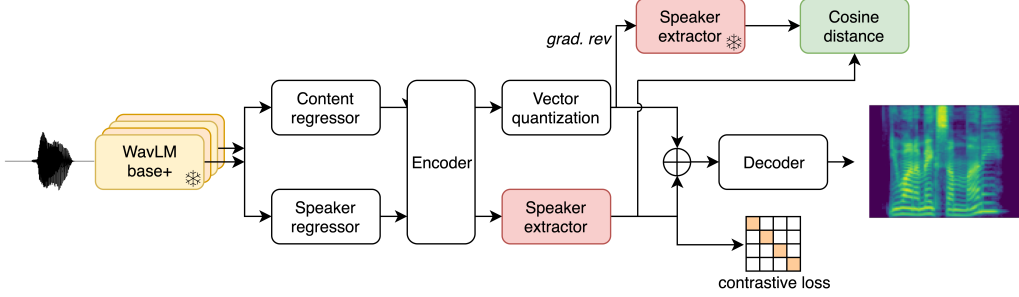 Speaker
extractor
Cosine
distance
grad. rev
Content
regressor
Vector
quantization
WavLM
base+
Encoder
Decoder
Speaker
regressor
Speaker
extractor
contrastive loss